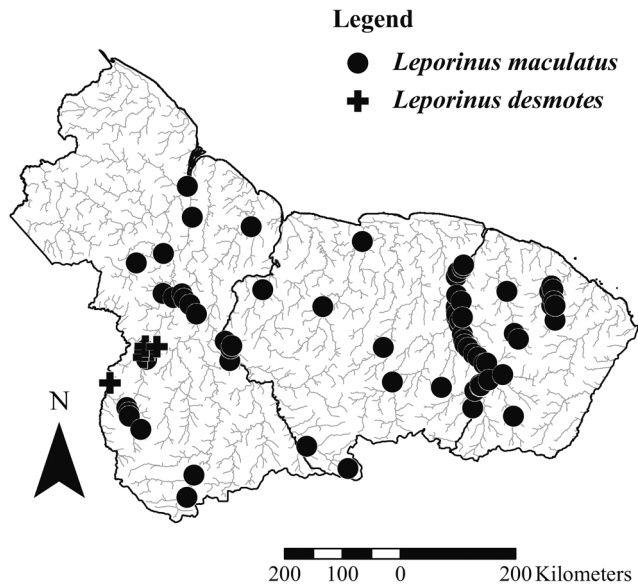 Legend
Leporinus maculatus
Leporinus desmotes
N
200 100 0 200 Kilometers